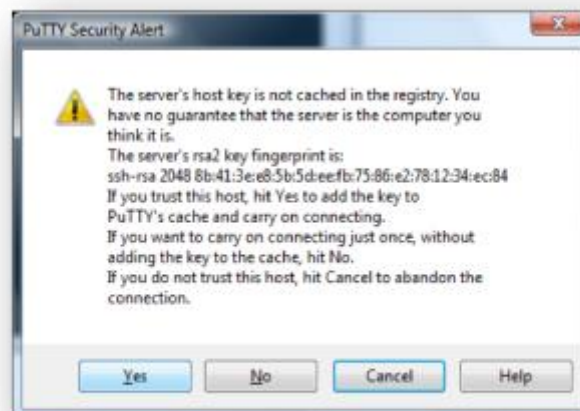 PuTTY Security Alert
The server's host key is not cached in the registry. You
have no guarantee that the server is the computer you
think it is.
The server's rsa2 key fingerprint is:
ssh-rsa 2048 8b:41:3e:e8:5b:5d:ee:fb:75:86:e2:78:12:34:ec:84
If you trust this host, hit Yes to add the key to
PuTTY's cache and carry on connecting.
If you want to carry on connecting just once, without
adding the key to the cache, hit No.
If you do not trust this host, hit Cancel to abandon the
connection.
Yes No Cancel Help